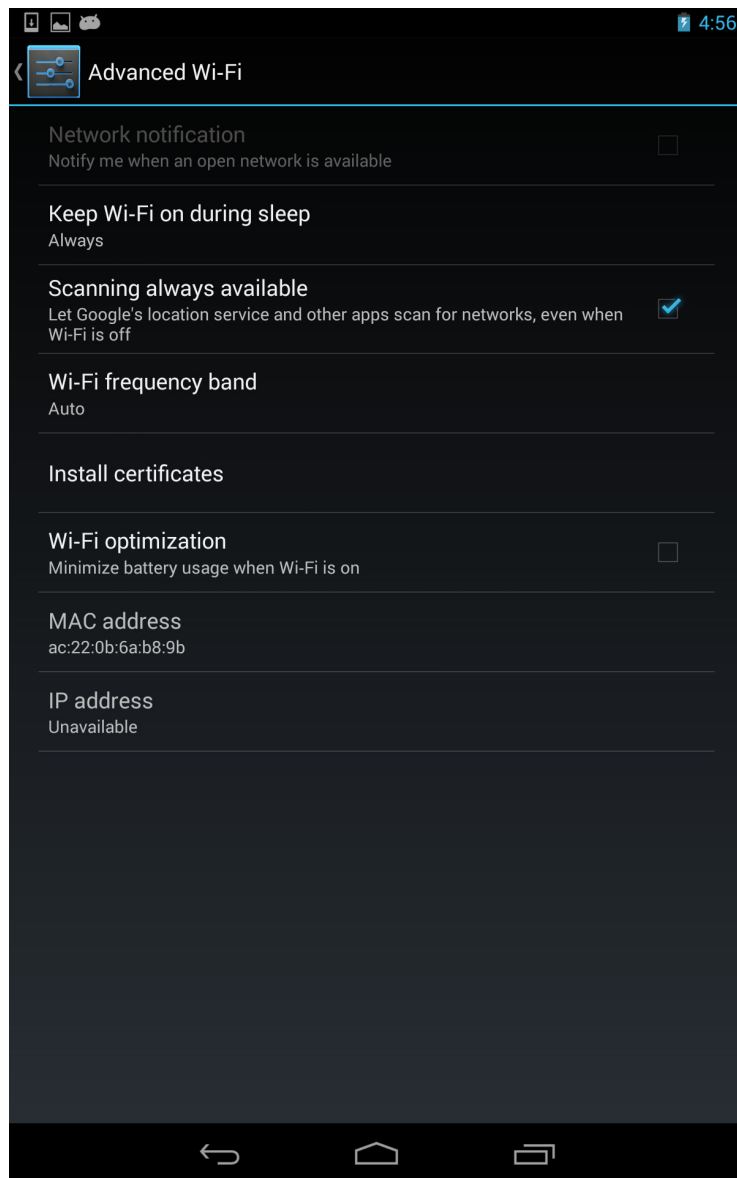 4:56
Advanced Wi-Fi
Network notification
Notify me when an open network is available
Keep Wi-Fi on during sleep
Always
Scanning always available
Let Google's location service and other apps scan for networks, even when
Wi-Fi is off
Wi-Fi frequency band
Auto
Install certificates
Wi-Fi optimization
Minimize battery usage when Wi-Fi is on
MAC address
ac:22:0b:6a:b8:9b
IP address
Unavailable